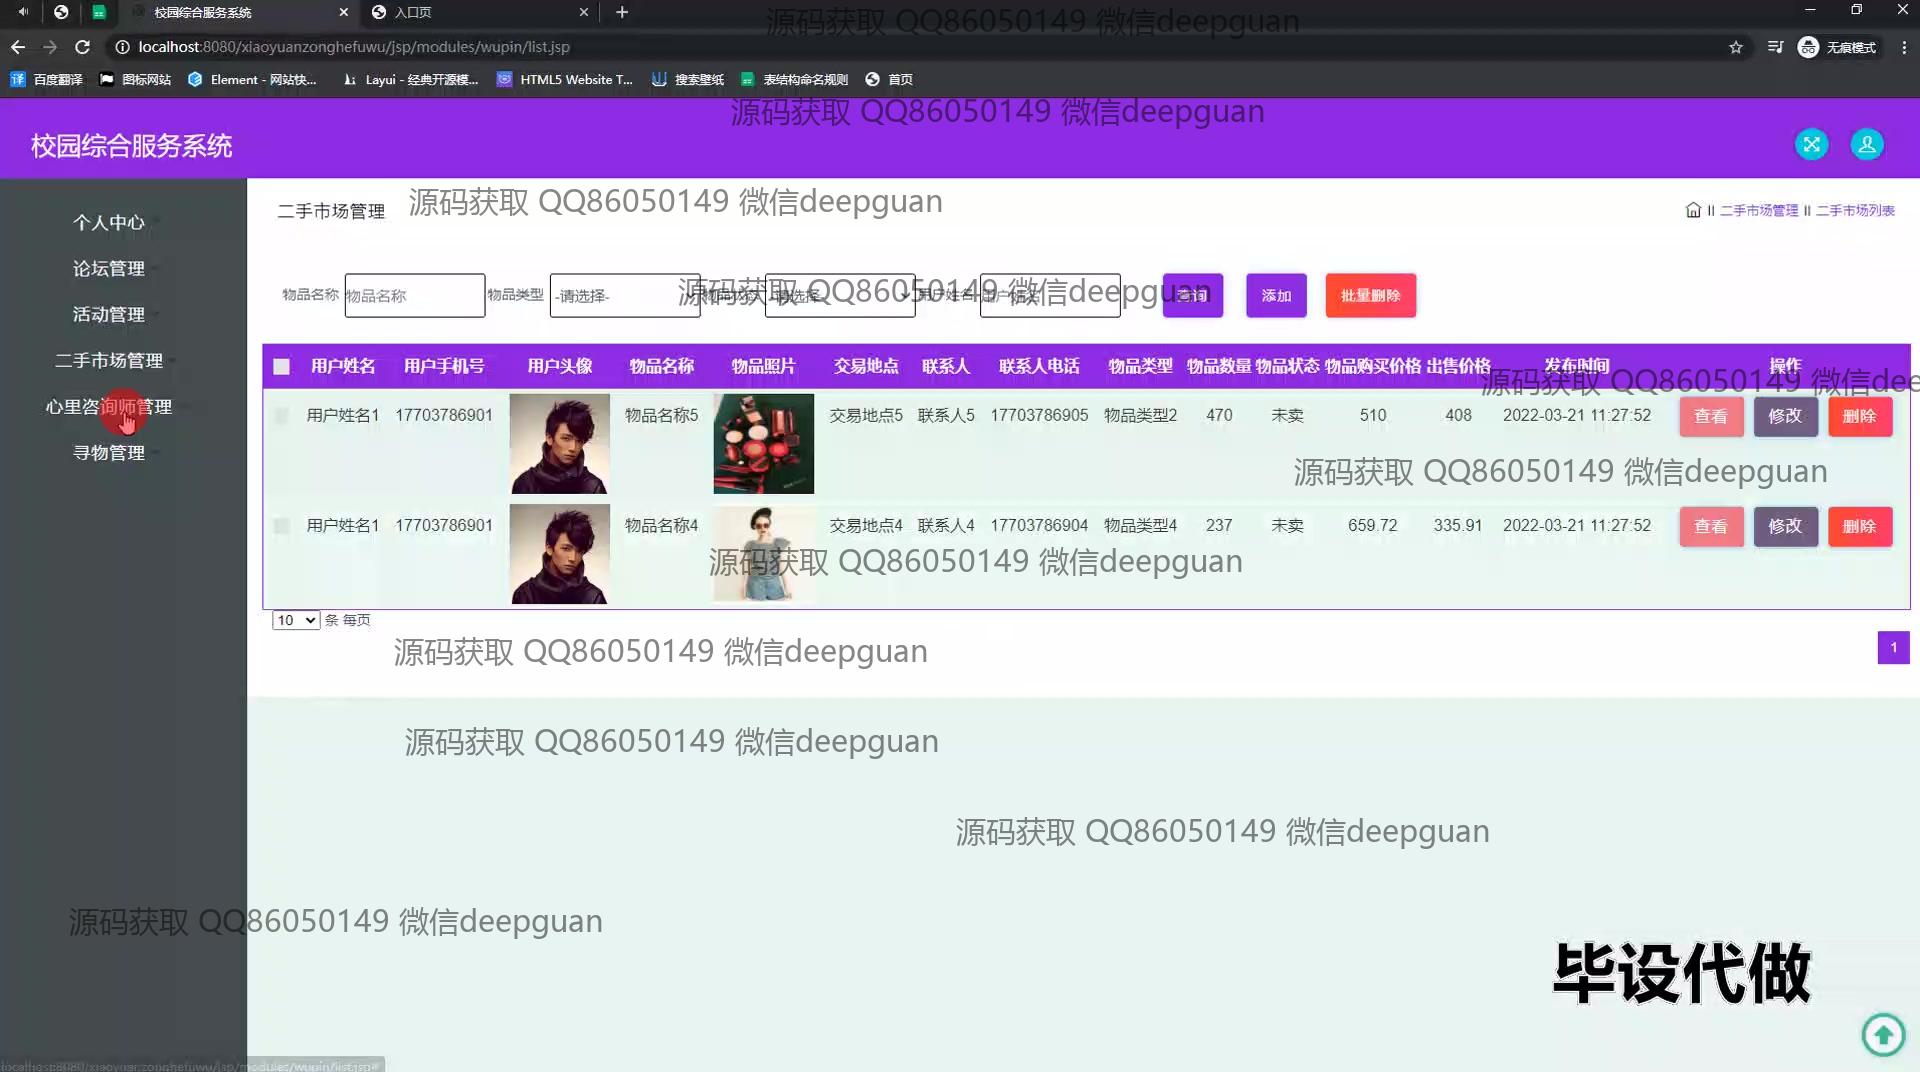 校园综合服务系统
入口页
localhost:8080/xiaoyuanzonghefuwu/jsp/modules/wupin/list.jsp
无痕模式
百度翻译 图标网站 Element - 网站快... Layui - 经典开源模... HTML5 Website T... 搜索壁纸 表结构命名规则 首页
源码获取 QQ86050149 微信deepguan
源码获取 QQ86050149 微信deepguan
校园综合服务系统
个人中心
论坛管理
活动管理
二手市场管理
心里咨询师管理
寻物管理
二手市场管理
源码获取 QQ86050149 微信deepguan
II 二手市场管理 II 二手市场列表
物品名称 物品名称 物品类型 -请选择- 物品状态 -请选择- 用户姓名 用户姓名 查询 添加 批量删除
源码获取 QQ86050149 微信deepguan
用户姓名 用户手机号 用户头像 物品名称 物品照片 交易地点 联系人 联系人电话 物品类型 物品数量 物品状态 物品购买价格 出售价格 发布时间 操作
源码获取 QQ86050149 微信dee
用户姓名1 17703786901 物品名称5 交易地点5 联系人5 17703786905 物品类型2 470 未卖 510 408 2022-03-21 11:27:52 查看 修改 删除
源码获取 QQ86050149 微信deepguan
用户姓名1 17703786901 物品名称4 交易地点4 联系人4 17703786904 物品类型4 237 未卖 659.72 335.91 2022-03-21 11:27:52 查看 修改 删除
源码获取 QQ86050149 微信deepguan
10 条 每页
源码获取 QQ86050149 微信deepguan
1
源码获取 QQ86050149 微信deepguan
源码获取 QQ86050149 微信deepguan
源码获取 QQ86050149 微信deepguan
毕设代做
localhost:8080/xiaoyuanzonghefuwu/jsp/modules/wupin/list.jsp#